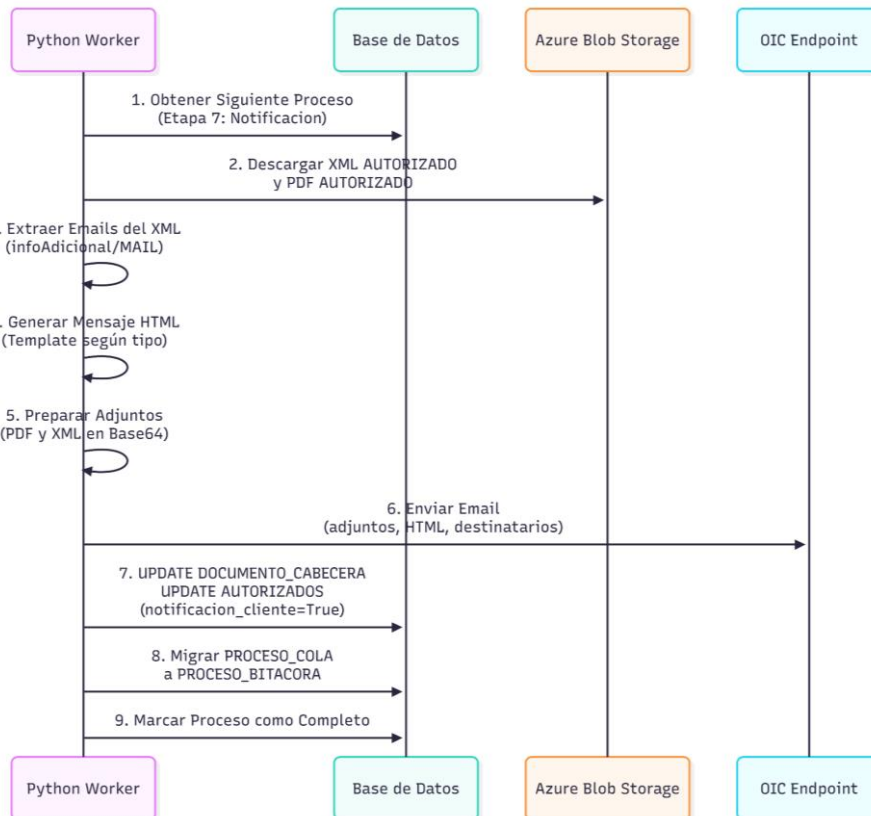 Python Worker
Base de Datos
Azure Blob Storage
OIC Endpoint
1. Obtener Siguiente Proceso
(Etapa 7: Notificacion)
2. Descargar XML AUTORIZADO
y PDF AUTORIZADO
. Extraer Emails del XML
(infoAdicional/MAIL)
. Generar Mensaje HTML
(Template según tipo)
5. Preparar Adjuntos
(PDF y XML en Base64)
6. Enviar Email
(adjuntos, HTML, destinatarios)
7. UPDATE DOCUMENTO_CABECERA
UPDATE AUTORIZADOS
(notificacion_cliente=True)
8. Migrar PROCESO_COLA
a PROCESO_BITACORA
9. Marcar Proceso como Completo
Python Worker
Base de Datos
Azure Blob Storage
OIC Endpoint